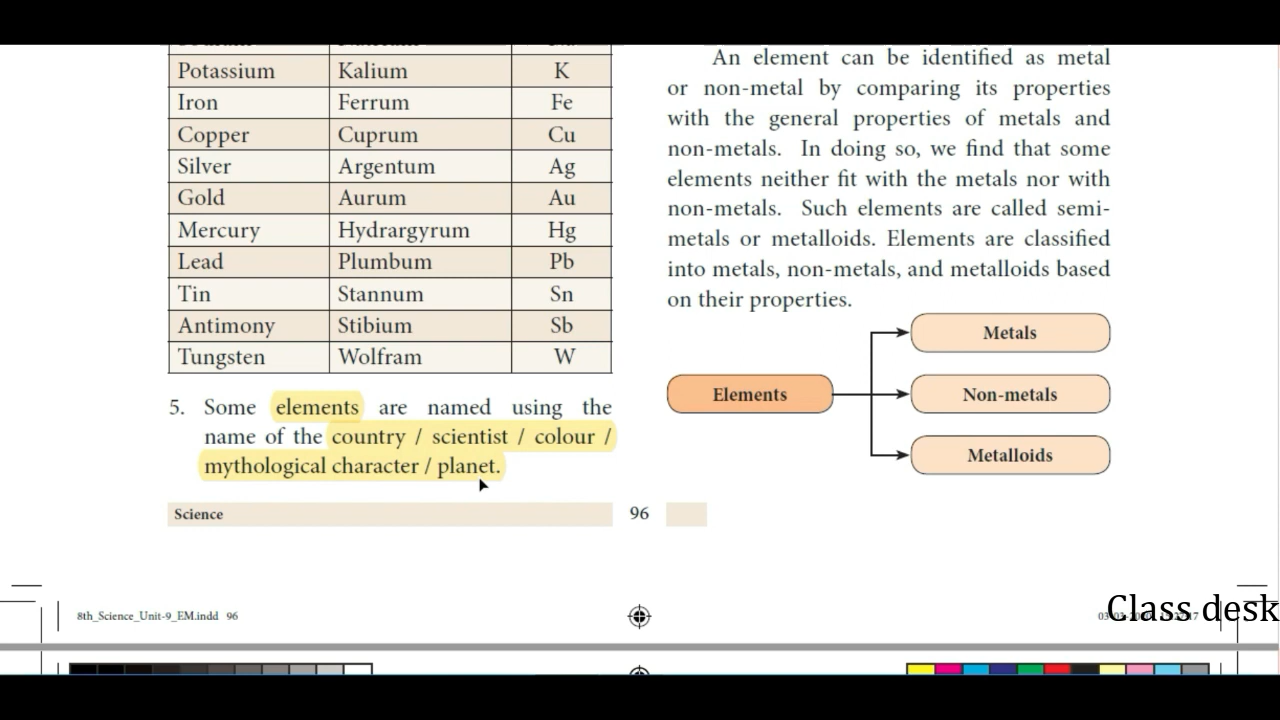 Potassium Kalium K
Iron Ferrum Fe
Copper Cuprum Cu
Silver Argentum Ag
Gold Aurum Au
Mercury Hydrargyrum Hg
Lead Plumbum Pb
Tin Stannum Sn
Antimony Stibium Sb
Tungsten Wolfram W
5. Some elements are named using the
name of the country / scientist / colour /
mythological character / planet.
An element can be identified as metal
or non-metal by comparing its properties
with the general properties of metals and
non-metals. In doing so, we find that some
elements neither fit with the metals nor with
non-metals. Such elements are called semi-
metals or metalloids. Elements are classified
into metals, non-metals, and metalloids based
on their properties.
Elements
Metals
Non-metals
Metalloids
Science 96
8th_Science_Unit-9_EM.indd 96
Class desk